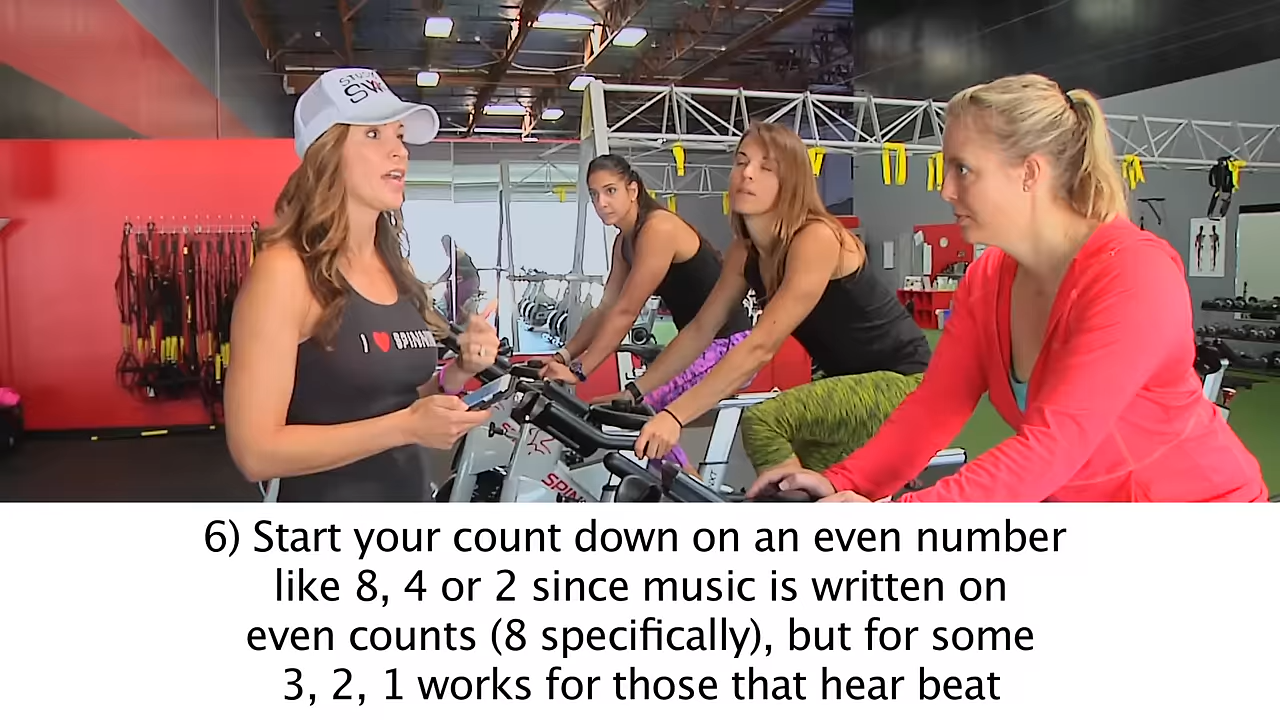 I ❤ SPINN
SPIN
6) Start your count down on an even number
like 8, 4 or 2 since music is written on
even counts (8 specifically), but for some
3, 2, 1 works for those that hear beat